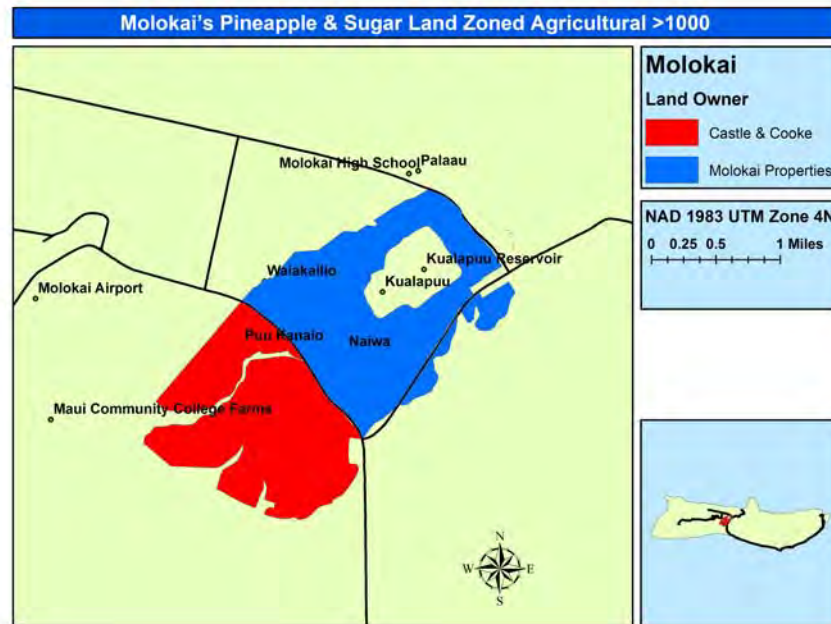 Molokai's Pineapple & Sugar Land Zoned Agricultural >1000
Molokai High School
Palaau
Kualapuu Reservoir
Waiakailio
Kualapuu
Molokai Airport
Puu Kanaio
Naiwa
Maui Community College Farms
N
W E
S
Molokai
Land Owner
Castle & Cooke
Molokai Properties
NAD 1983 UTM Zone 4N
0 0.25 0.5 1 Miles